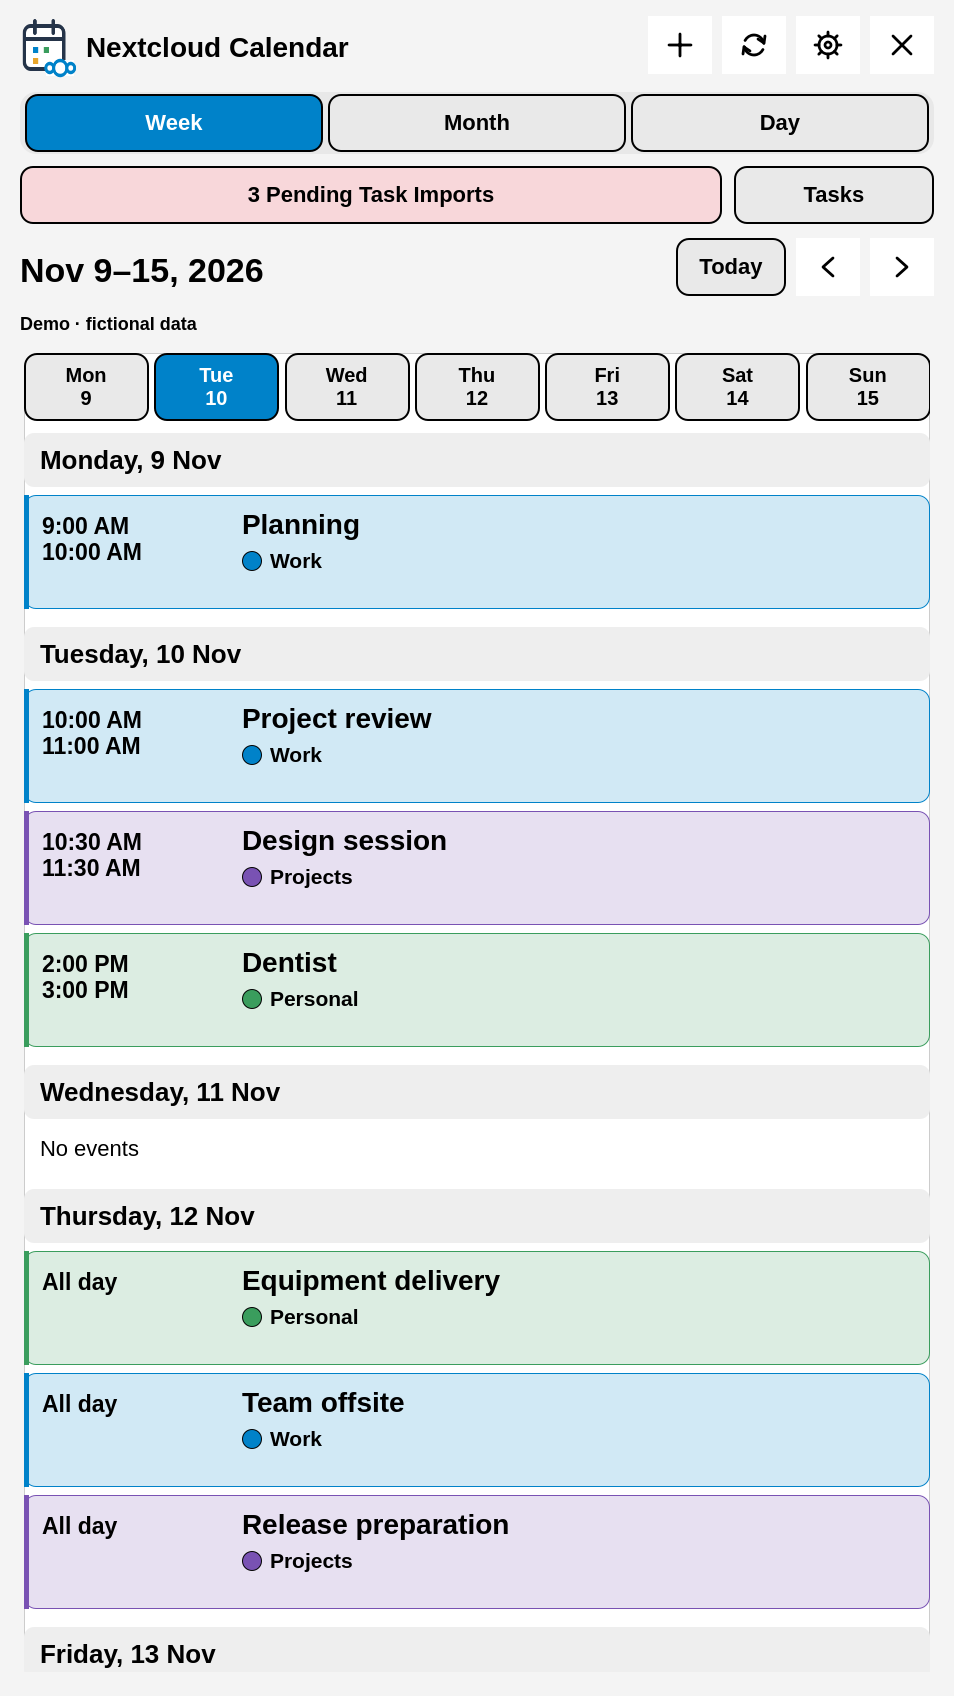 Nextcloud Calendar
Week
Month
Day
3 Pending Task Imports
Tasks
Nov 9–15, 2026
Today
Demo · fictional data
Mon
9
Tue
10
Wed
11
Thu
12
Fri
13
Sat
14
Sun
15
Monday, 9 Nov
9:00 AM
10:00 AM
Planning
Work
Tuesday, 10 Nov
10:00 AM
11:00 AM
Project review
Work
10:30 AM
11:30 AM
Design session
Projects
2:00 PM
3:00 PM
Dentist
Personal
Wednesday, 11 Nov
No events
Thursday, 12 Nov
All day
Equipment delivery
Personal
All day
Team offsite
Work
All day
Release preparation
Projects
Friday, 13 Nov